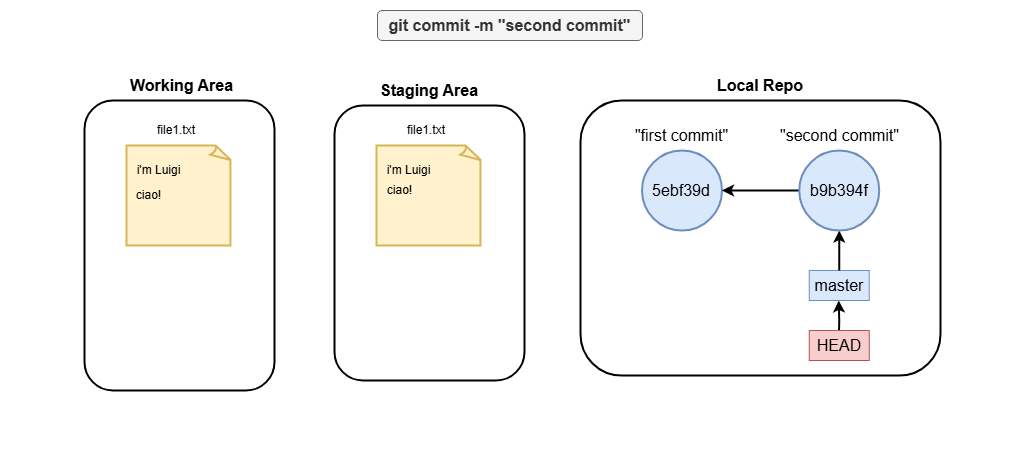 git commit -m "second commit"
Working Area
Staging Area
Local Repo
file1.txt
i'm Luigi
ciao!
file1.txt
i'm Luigi
ciao!
"first commit"
"second commit"
5ebf39d
b9b394f
master
HEAD